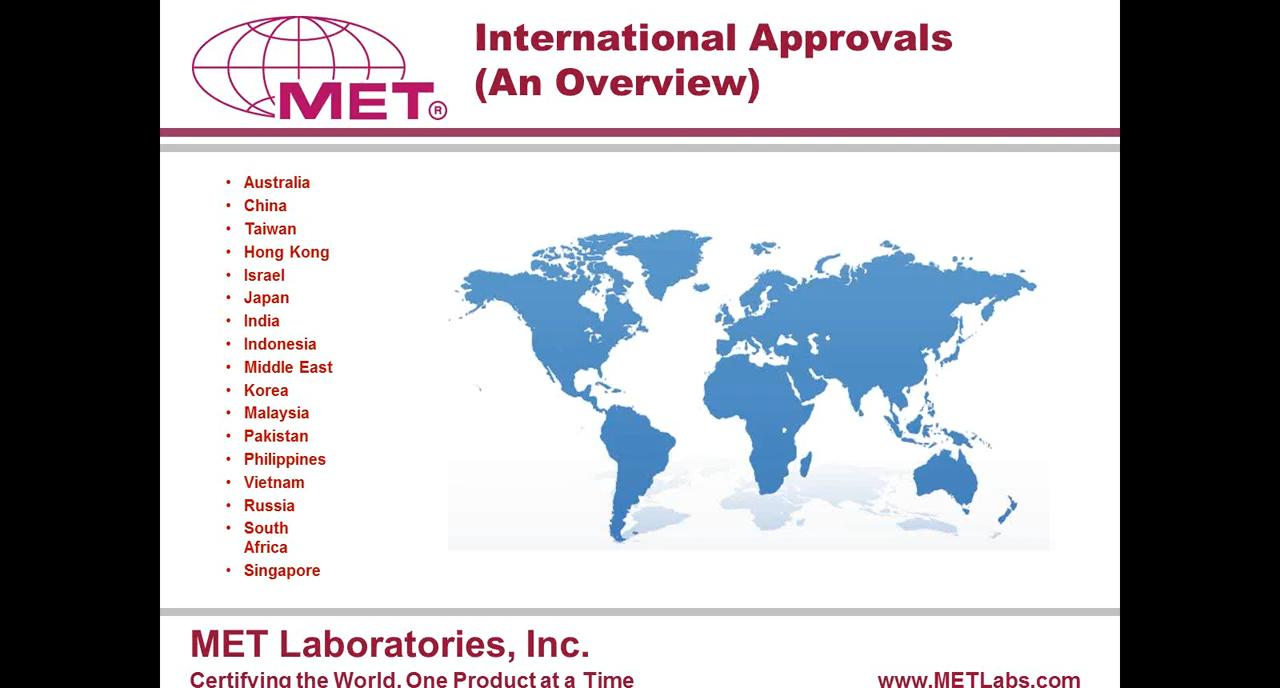 MET®
International Approvals
(An Overview)
• Australia
• China
• Taiwan
• Hong Kong
• Israel
• Japan
• India
• Indonesia
• Middle East
• Korea
• Malaysia
• Pakistan
• Philippines
• Vietnam
• Russia
• South
Africa
• Singapore
MET Laboratories, Inc.
Certifying the World, One Product at a Time
www.METLabs.com